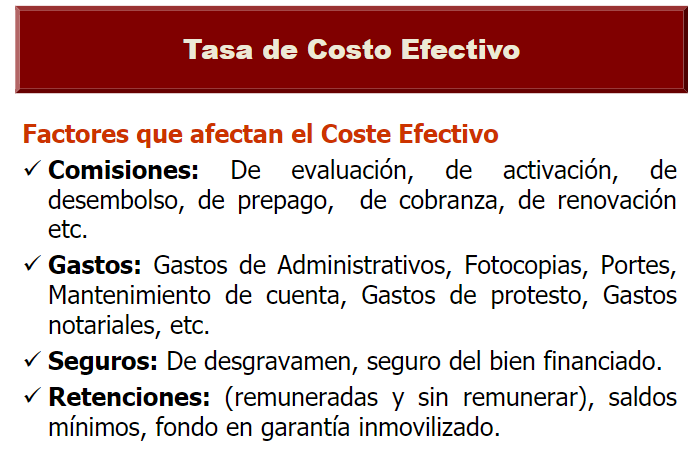 Tasa de Costo Efectivo
Factores que afectan el Coste Efectivo
✓ Comisiones: De evaluación, de activación, de
desembolso, de prepago, de cobranza, de renovación
etc.
✓ Gastos: Gastos de Administrativos, Fotocopias, Portes,
Mantenimiento de cuenta, Gastos de protesto, Gastos
notariales, etc.
✓ Seguros: De desgravamen, seguro del bien financiado.
✓ Retenciones: (remuneradas y sin remunerar), saldos
mínimos, fondo en garantía inmovilizado.